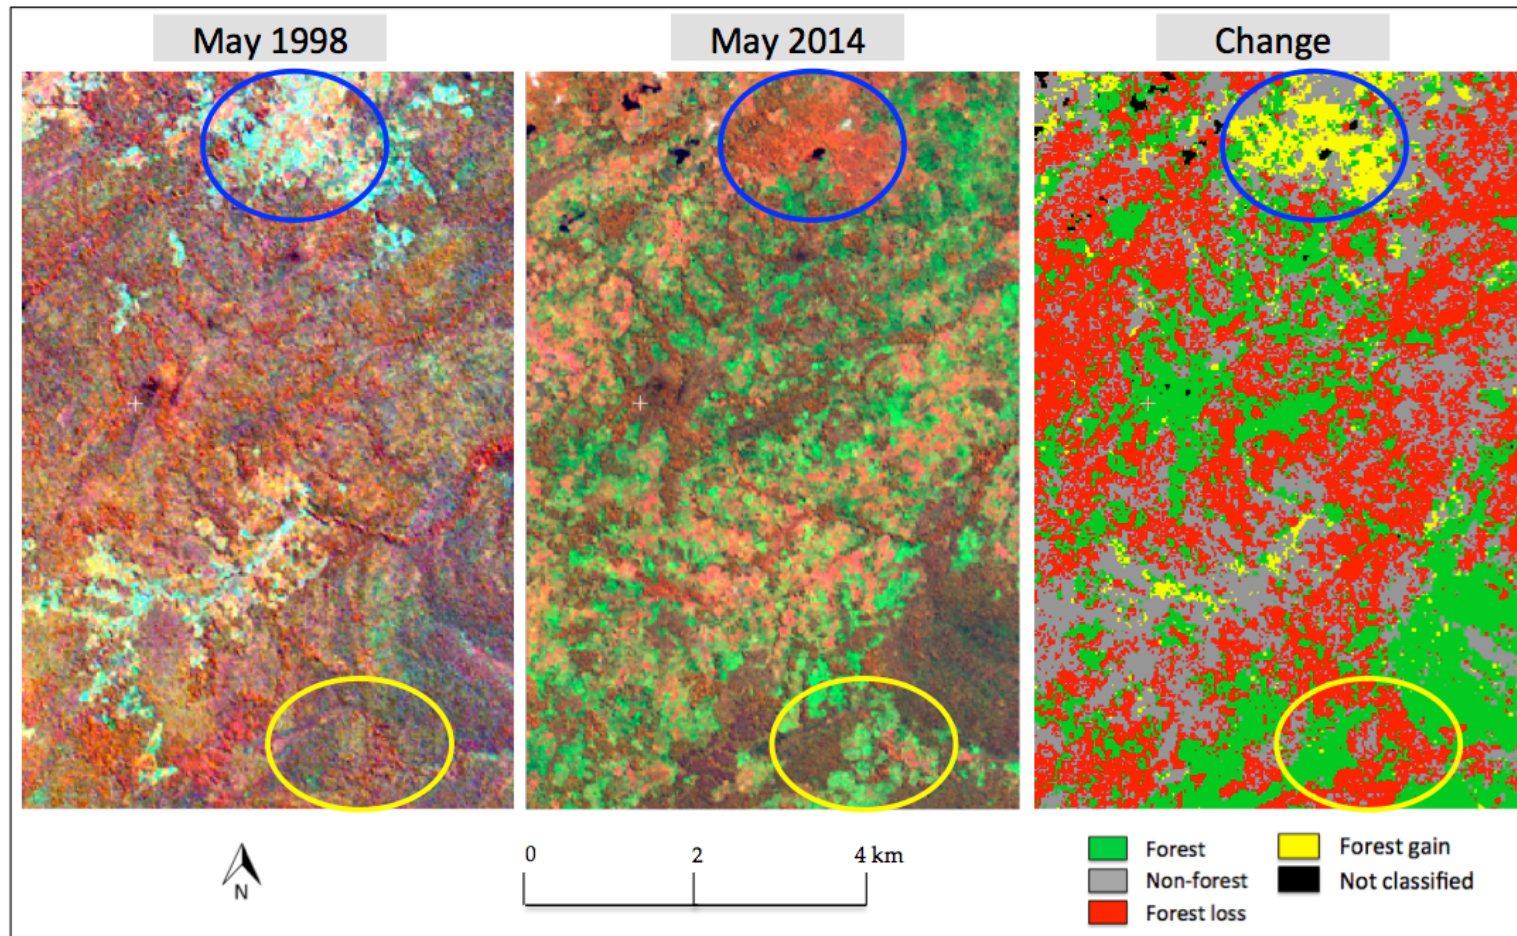 May 1998
May 2014
Change
N
0 2 4 km
Forest
Non-forest
Forest loss
Forest gain
Not classified